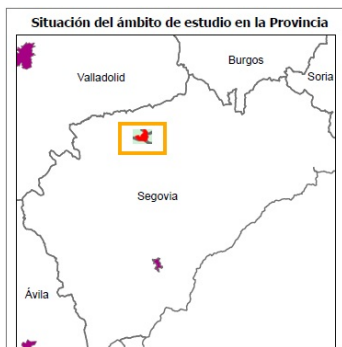 Situación del ámbito de estudio en la Provincia
Burgos
Valladolid
Soria
Segovia
Ávila